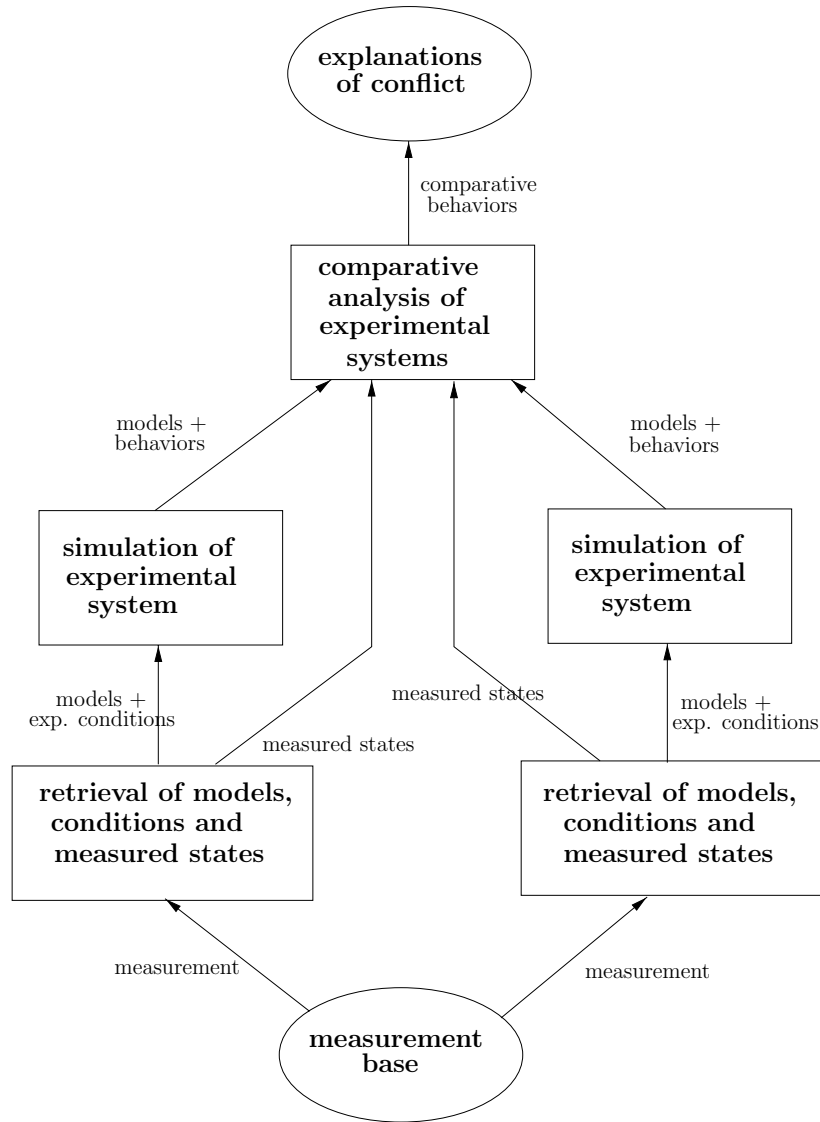 explanations
of conflict
comparative
behaviors
comparative
analysis of
experimental
systems
models +
behaviors
models +
behaviors
simulation of
experimental
system
simulation of
experimental
system
models +
exp. conditions
measured states
measured states
models +
exp. conditions
retrieval of models,
conditions and
measured states
retrieval of models,
conditions and
measured states
measurement
measurement
measurement
base